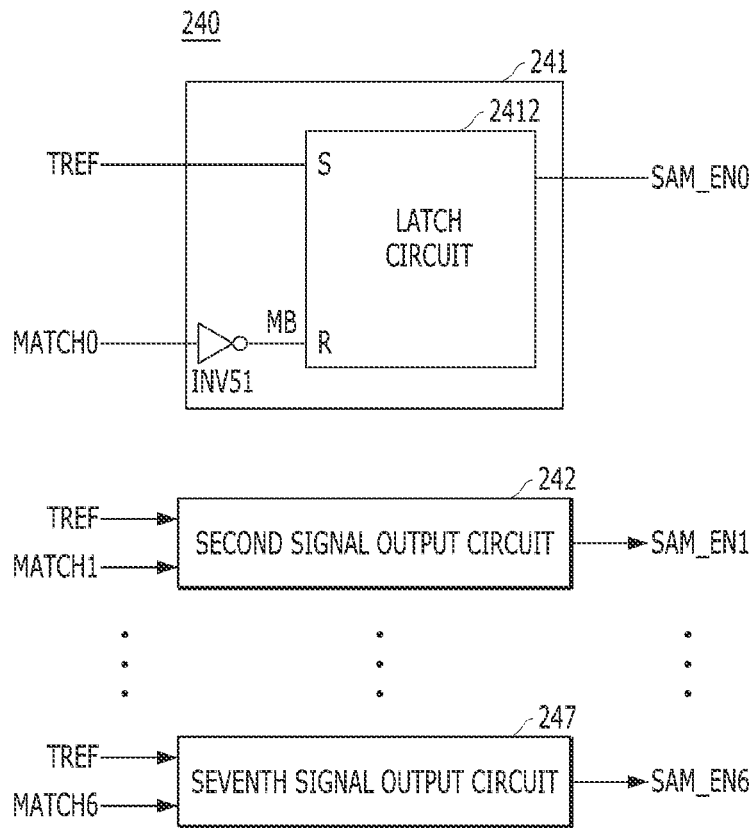 240
241
2412
TREF
S
SAM_EN0
LATCH
CIRCUIT
MB
MATCH0
R
INV51
242
TREF
SECOND SIGNAL OUTPUT CIRCUIT
SAM_EN1
MATCH1
247
TREF
SEVENTH SIGNAL OUTPUT CIRCUIT
SAM_EN6
MATCH6